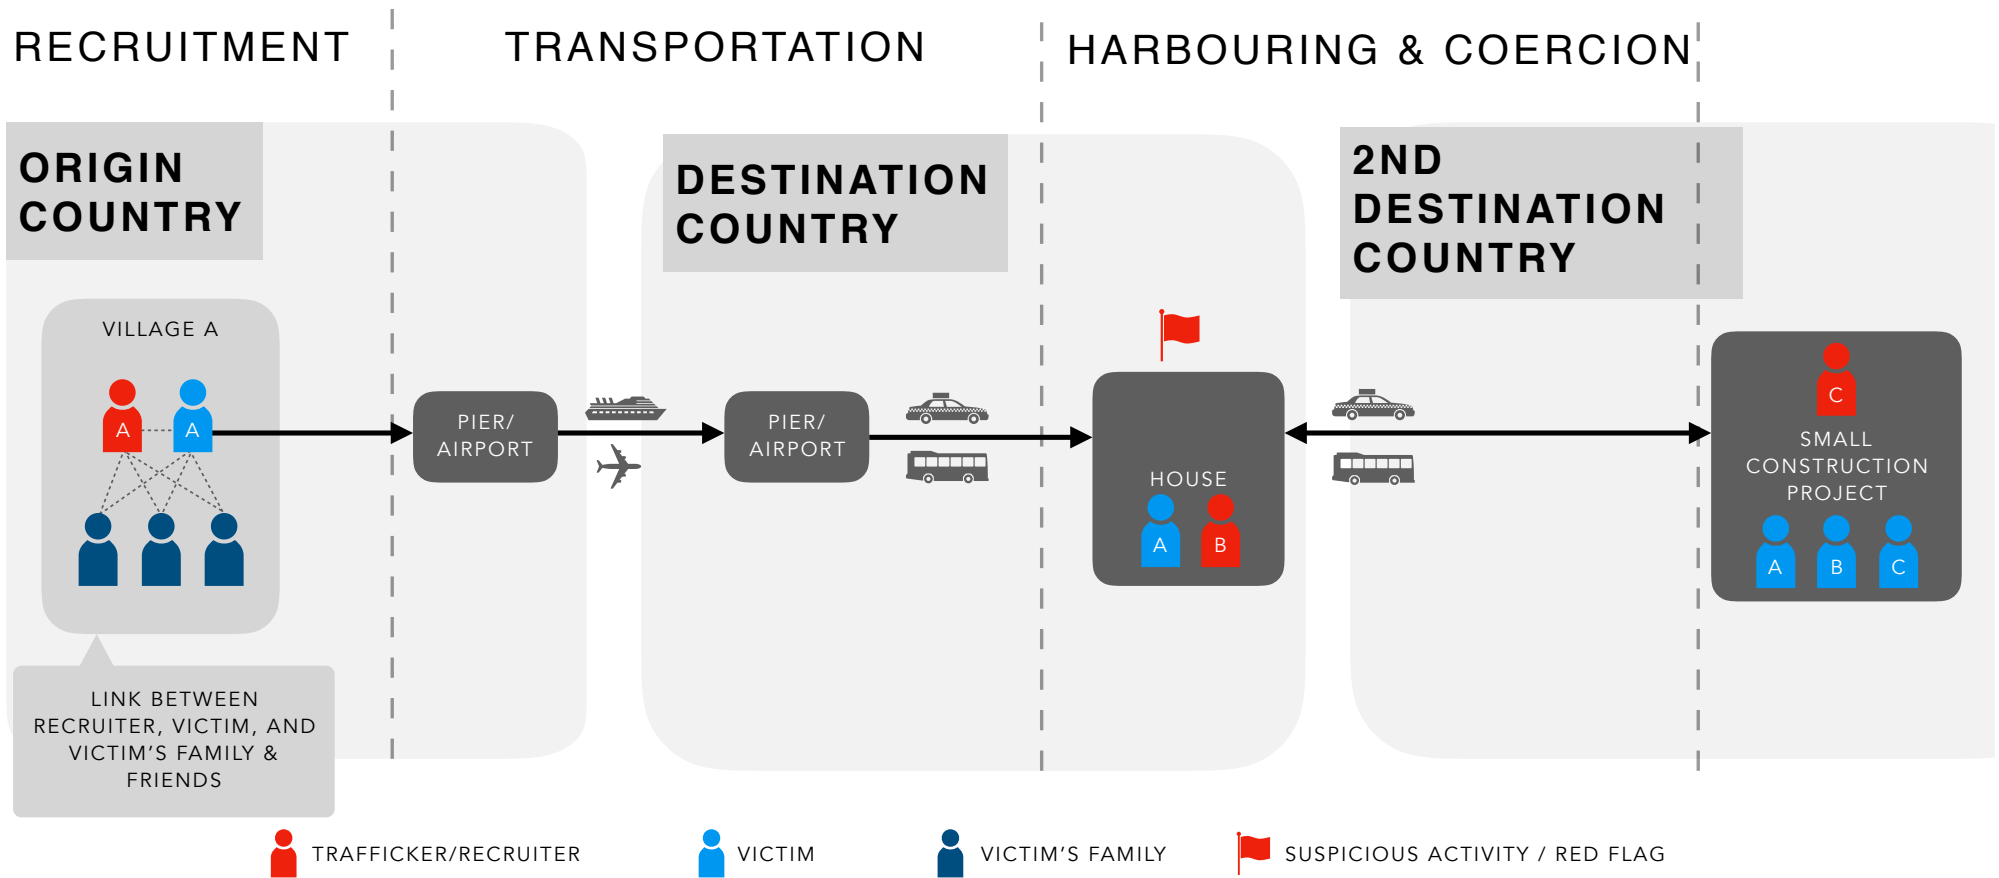 RECRUITMENT
TRANSPORTATION
HARBOURING & COERCION
ORIGIN
COUNTRY
DESTINATION
COUNTRY
2ND
DESTINATION
COUNTRY
VILLAGE A
A
A
PIER/
AIRPORT
PIER/
AIRPORT
HOUSE
A
B
C
SMALL
CONSTRUCTION
PROJECT
A
B
C
LINK BETWEEN
RECRUITER, VICTIM, AND
VICTIM'S FAMILY &
FRIENDS
TRAFFICKER/RECRUITER
VICTIM
VICTIM'S FAMILY
SUSPICIOUS ACTIVITY / RED FLAG